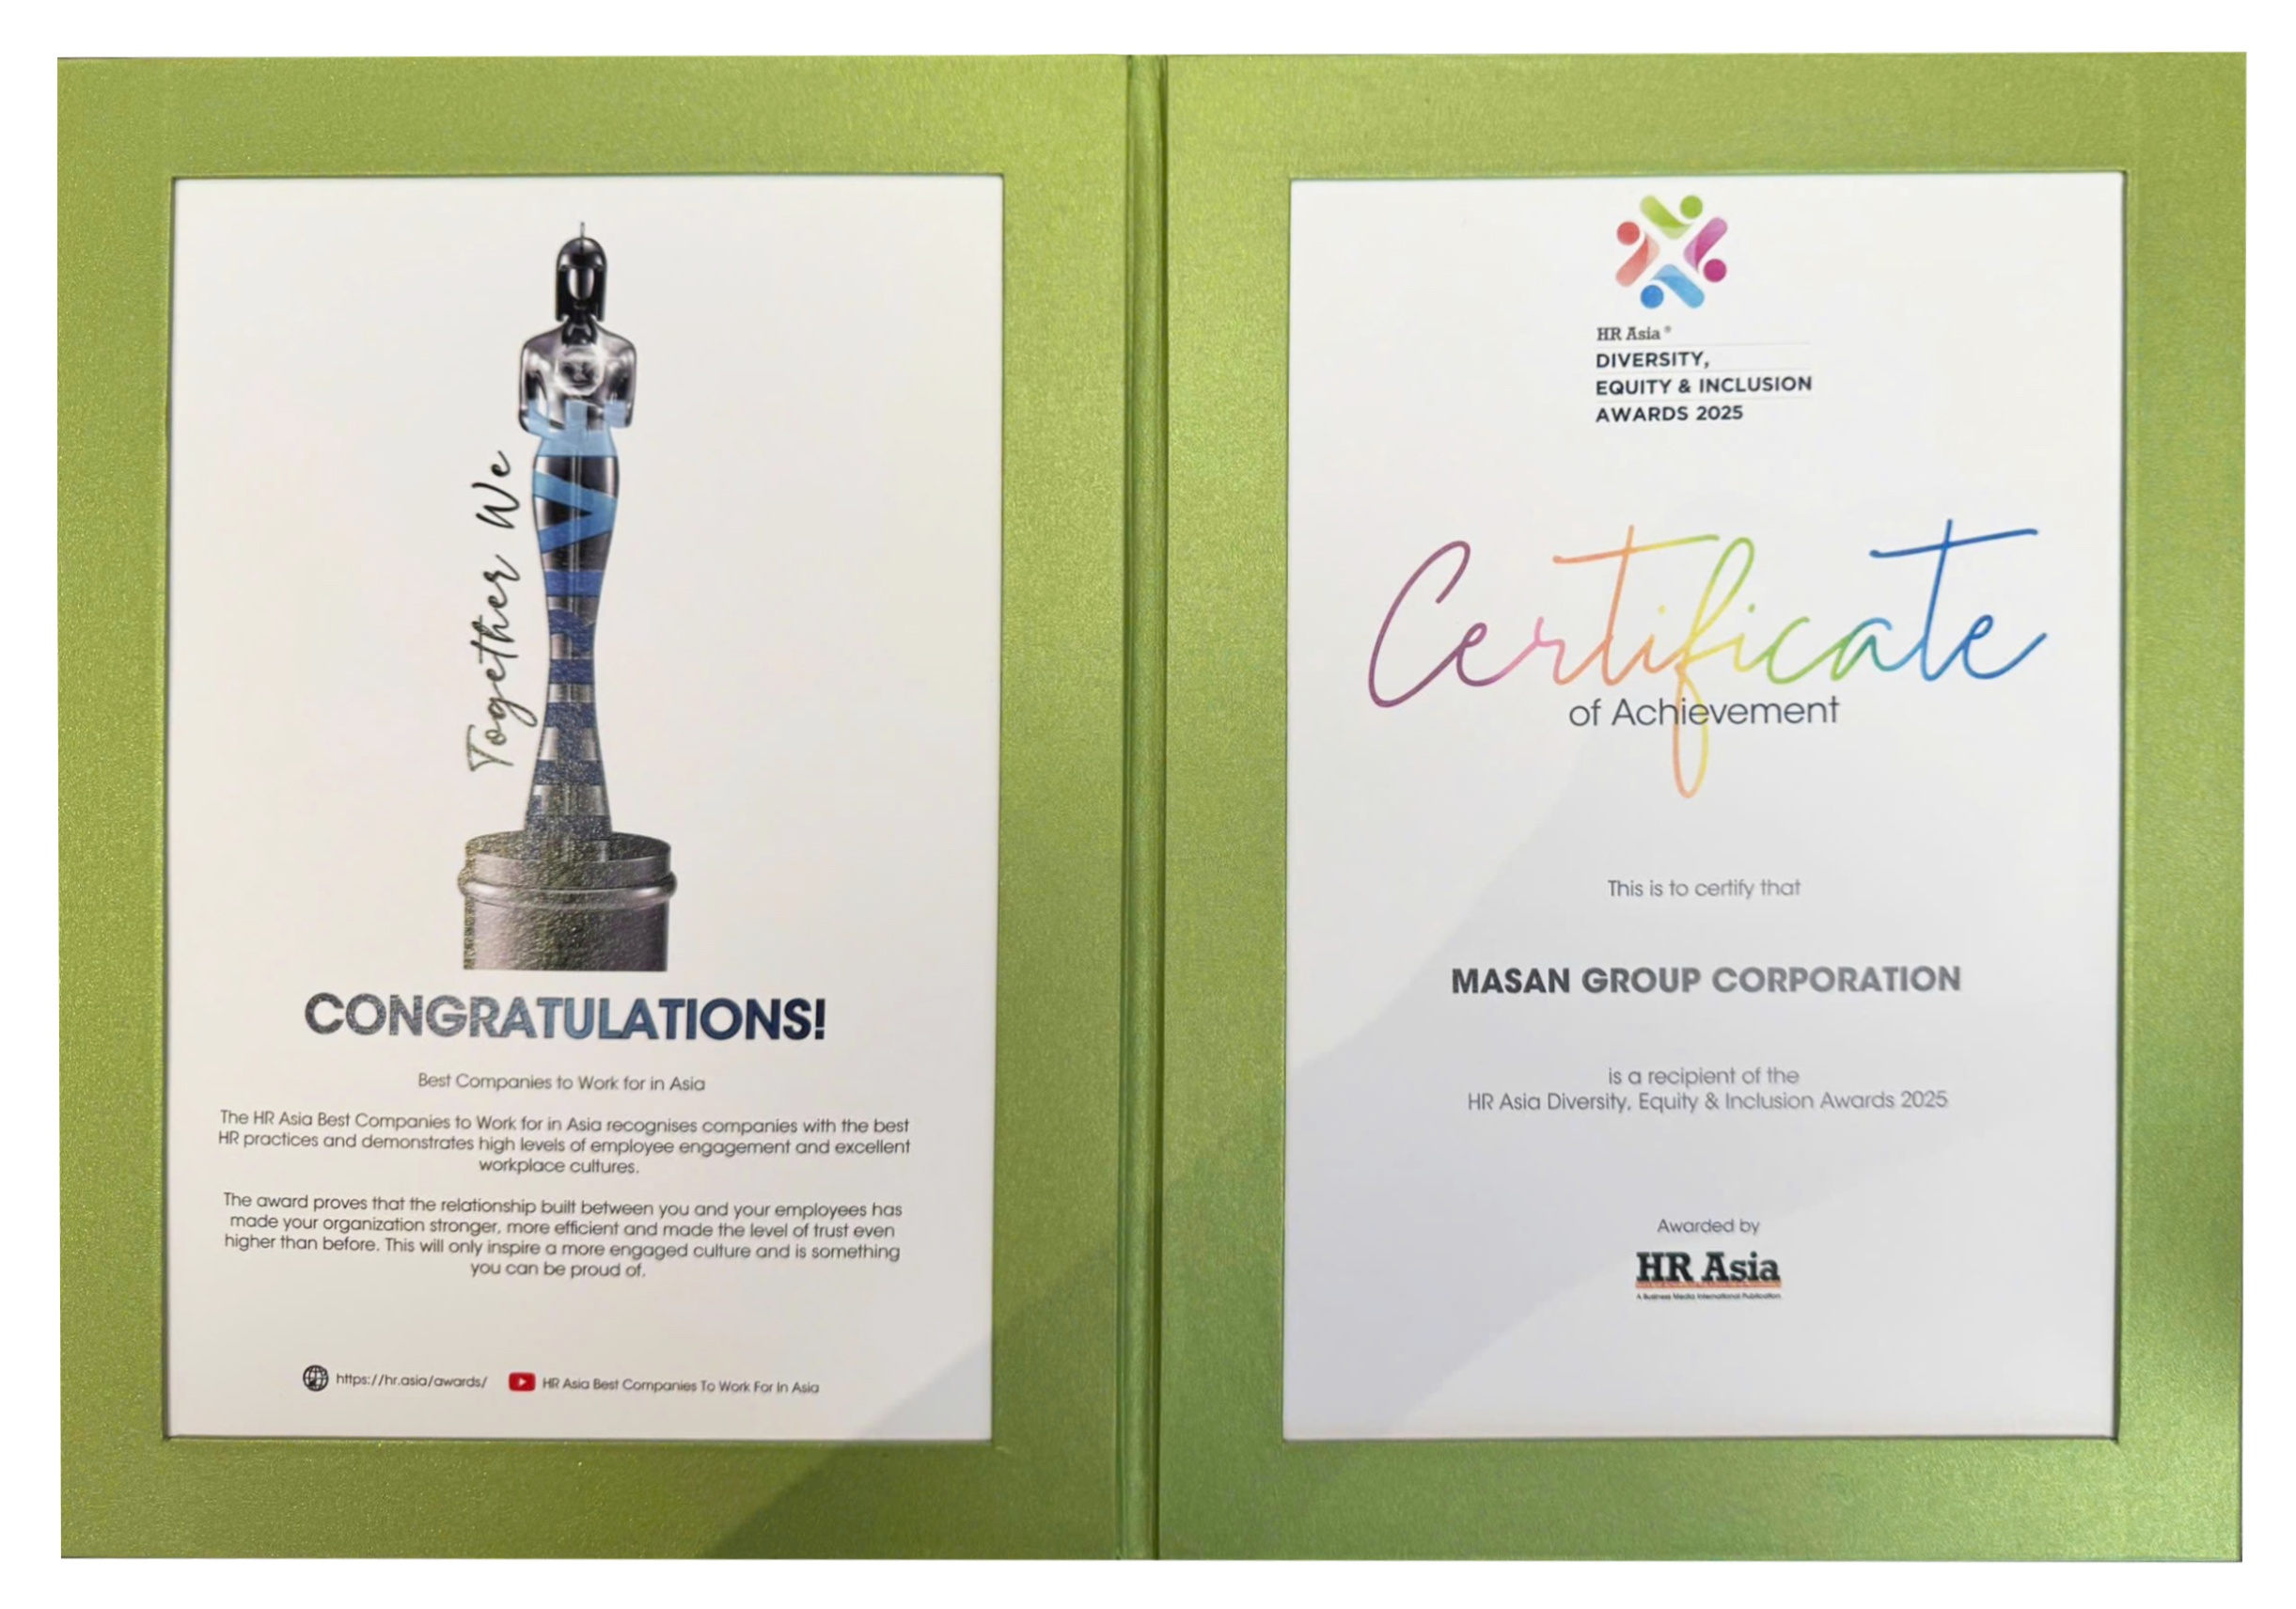 Together We
CONGRATULATIONS!
Best Companies to Work for in Asia
The HR Asia Best Companies to Work for in Asia recognises companies with the best
HR practices and demonstrates high levels of employee engagement and excellent
workplace cultures.
The award proves that the relationship built between you and your employees has
made your organization stronger, more efficient and made the level of trust even
higher than before. This will only inspire a more engaged culture and is something
you can be proud of.
https://hr.asia/awards/
HR Asia Best Companies To Work For In Asia
HR Asia ®
DIVERSITY,
EQUITY & INCLUSION
AWARDS 2025
Certificate
of Achievement
This is to certify that
MASAN GROUP CORPORATION
is a recipient of the
HR Asia Diversity, Equity & Inclusion Awards 2025
Awarded by
HR Asia
A Business Media International Publication